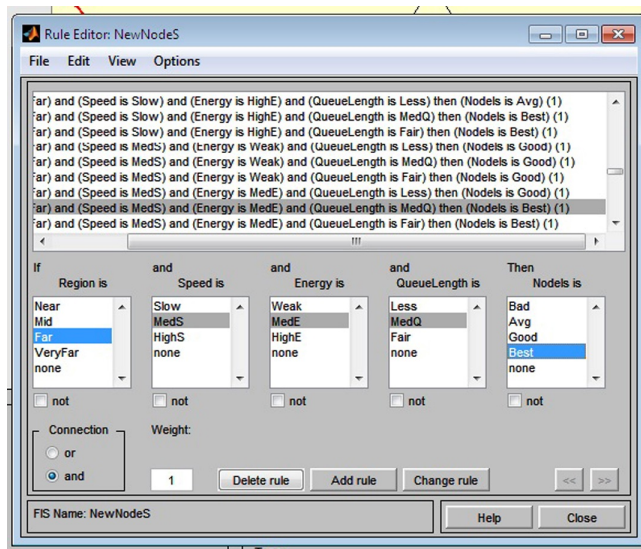 Rule Editor: NewNodeS
File Edit View Options
Far) and (Speed is Slow) and (Energy is HighE) and (QueueLength is Less) then (NodeIs is Avg) (1)
Far) and (Speed is Slow) and (Energy is HighE) and (QueueLength is MedQ) then (NodeIs is Best) (1)
Far) and (Speed is Slow) and (Energy is HighE) and (QueueLength is Fair) then (NodeIs is Best) (1)
Far) and (Speed is MedS) and (Energy is Weak) and (QueueLength is Less) then (NodeIs is Good) (1)
Far) and (Speed is MedS) and (Energy is Weak) and (QueueLength is MedQ) then (NodeIs is Good) (1)
Far) and (Speed is MedS) and (Energy is Weak) and (QueueLength is Fair) then (NodeIs is Good) (1)
Far) and (Speed is MedS) and (Energy is MedE) and (QueueLength is Less) then (NodeIs is Good) (1)
Far) and (Speed is MedS) and (Energy is MedE) and (QueueLength is MedQ) then (NodeIs is Best) (1)
Far) and (Speed is MedS) and (Energy is MedE) and (QueueLength is Fair) then (NodeIs is Best) (1)
If and and and Then
Region is Speed is Energy is QueueLength is NodeIs is
Near Slow Weak Less Bad
Mid MedS MedE MedQ Avg
Far HighS HighE Fair Good
VeryFar none none none Best
none none
not not not not not
Connection Weight:
or
and 1 Delete rule Add rule Change rule << >>
FIS Name: NewNodeS Help Close